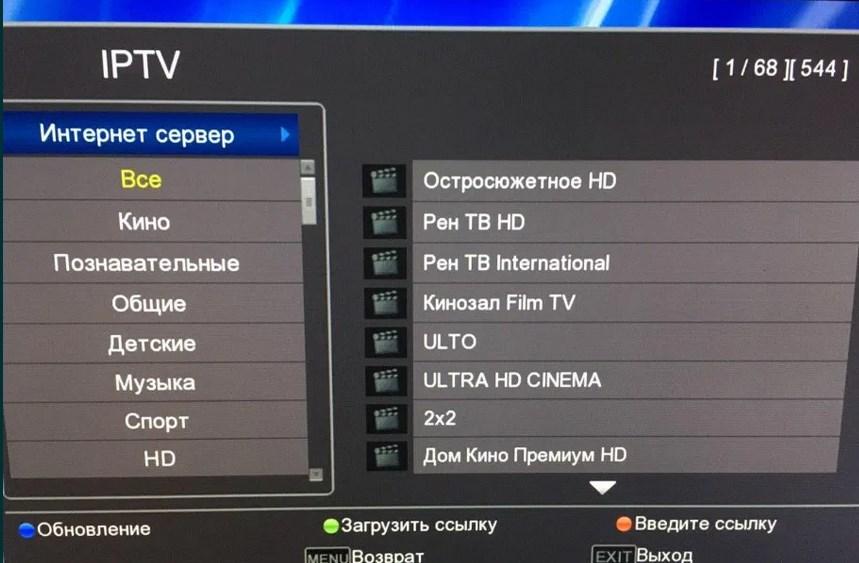 IPTV
[ 1 / 68 ][ 544 ]
Интернет сервер
Все
Кино
Познавательные
Общие
Детские
Музыка
Спорт
HD
Остросюжетное HD
Рен ТВ HD
Рен ТВ International
Кинозал Film TV
ULTO
ULTRA HD CINEMA
2x2
Дом Кино Премиум HD
Обновление
Загрузить ссылку
Введите ссылку
MENU Возврат
EXIT Выход